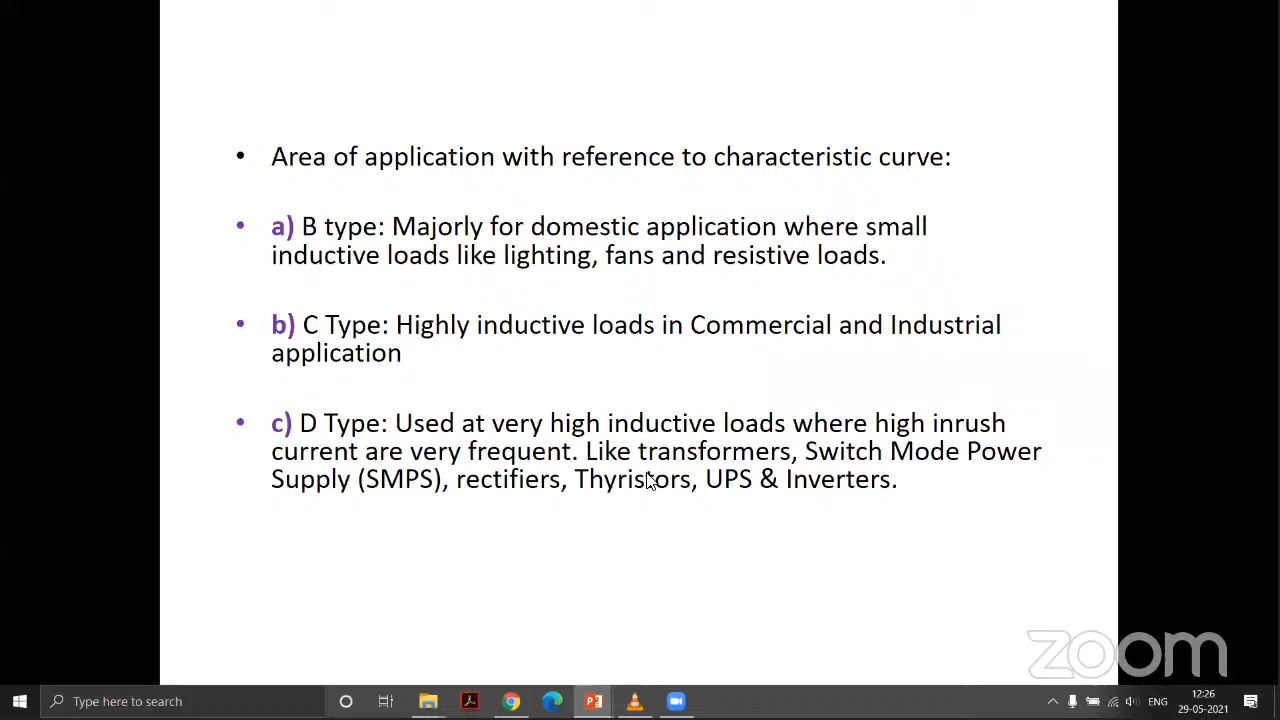 • Area of application with reference to characteristic curve:
• a) B type: Majorly for domestic application where small
inductive loads like lighting, fans and resistive loads.
• b) C Type: Highly inductive loads in Commercial and Industrial
application
• c) D Type: Used at very high inductive loads where high inrush
current are very frequent. Like transformers, Switch Mode Power
Supply (SMPS), rectifiers, Thyristors, UPS & Inverters.
zoom
Type here to search
ENG
12:26
29-05-2021